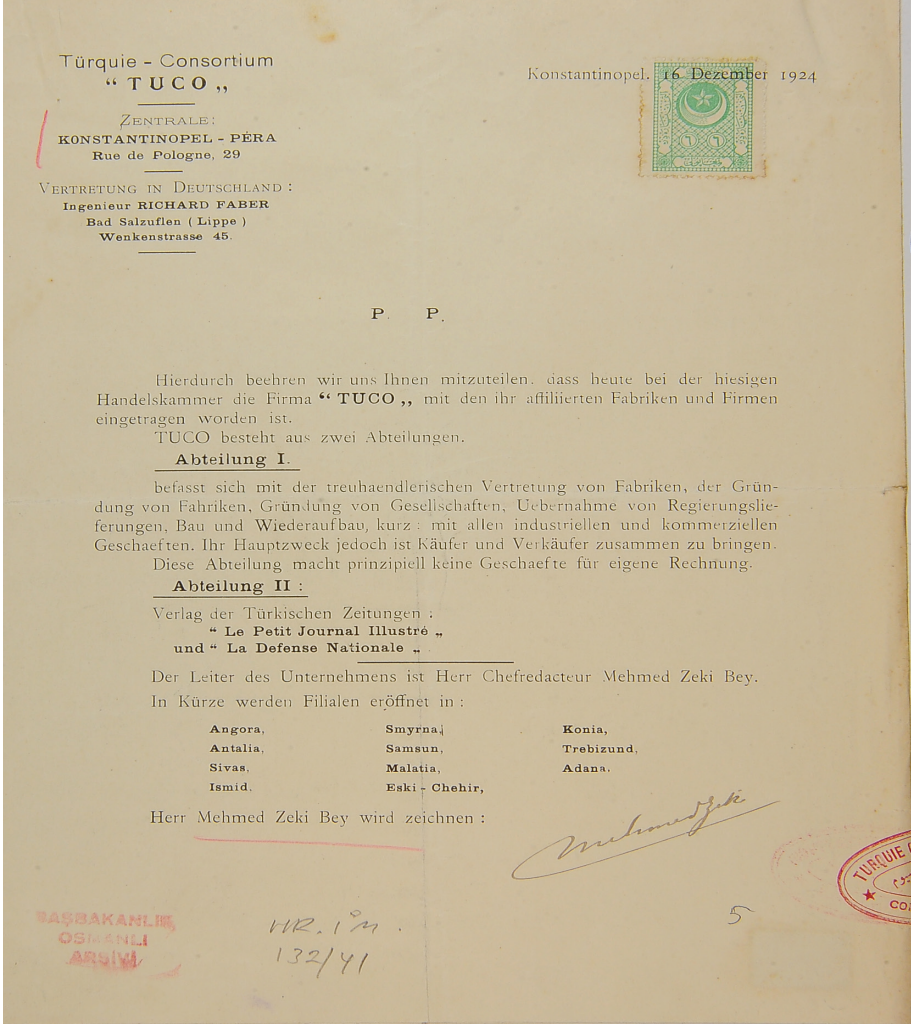 Türquie - Consortium
“ TUCO „
ZENTRALE:
KONSTANTINOPEL - PÉRA
Rue de Pologne, 29
VERTRETUNG IN DEUTSCHLAND :
Ingenieur RICHARD FABER
Bad Salzuflen ( Lippe )
Wenkenstrasse 45.
Konstantinopel. 16 Dezember 1924
٦ ٦
P. P.
Hierdurch beehren wir uns Ihnen mitzuteilen. dass heute bei der hiesigen
Handelskammer die Firma “ TUCO „ mit den ihr affiliierten Fabriken und Firmen
eingetragen worden ist.
TUCO besteht aus zwei Abteilungen.
Abteilung I.
befasst sich mit der treuhaendlerischen Vertretung von Fabriken, der Grün-
dung von Fahriken, Gründung von Gesellschaften, Uebernahme von Regierungslie-
ferungen, Bau und Wiederaufbau, kurz : mit allen industriellen und kommerziellen
Geschaeften. Ihr Hauptzweck jedoch ist Käufer und Verkäufer zusammen zu bringen.
Diese Abteilung macht prinzipiell keine Geschaefte für eigene Rechnung.
Abteilung II :
Verlag der Türkischen Zeitungen :
“ Le Petit Journal Illustré „
und “ La Defense Nationale „
Der Leiter des Unternehmens ist Herr Chefredacteur Mehmed Zeki Bey.
In Kürze werden Filialen eröffnet in :
Angora, Smyrna, Konia,
Antalia, Samsun, Trebizund,
Sivas, Malatia, Adana.
Ismid, Eski - Chehir,
Herr Mehmed Zeki Bey wird zeichnen :
Mehmed Zeki
TURQUIE
CO
BAŞBAKANLIK
OSMANLI
ARŞİVİ
HR. İM.
132/41
5